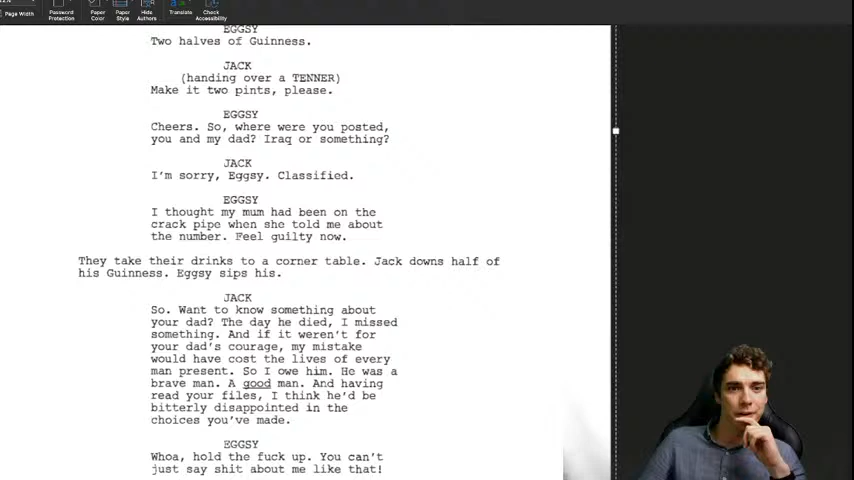 Page Width
Password
Protection
Paper
Color
Paper
Style
Hide
Authors
Translate
Check
Accessibility
EGGSY
Two halves of Guinness.
JACK
(handing over a TENNER)
Make it two pints, please.
EGGSY
Cheers. So, where were you posted,
you and my dad? Iraq or something?
JACK
I'm sorry, Eggsy. Classified.
EGGSY
I thought my mum had been on the
crack pipe when she told me about
the number. Feel guilty now.
They take their drinks to a corner table. Jack downs half of
his Guinness. Eggsy sips his.
JACK
So. Want to know something about
your dad? The day he died, I missed
something. And if it weren't for
your dad's courage, my mistake
would have cost the lives of every
man present. So I owe him. He was a
brave man. A good man. And having
read your files, I think he'd be
bitterly disappointed in the
choices you've made.
EGGSY
Whoa, hold the fuck up. You can't
just say shit about me like that!